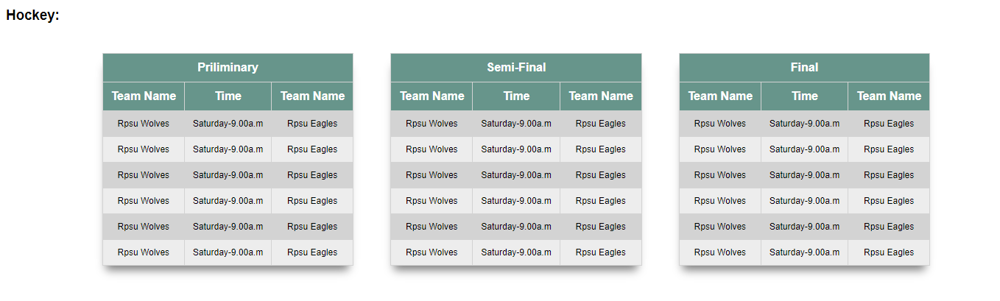 Hockey:
Priliminary
Team Name Time Team Name
Rpsu Wolves Saturday-9.00a.m Rpsu Eagles
Rpsu Wolves Saturday-9.00a.m Rpsu Eagles
Rpsu Wolves Saturday-9.00a.m Rpsu Eagles
Rpsu Wolves Saturday-9.00a.m Rpsu Eagles
Rpsu Wolves Saturday-9.00a.m Rpsu Eagles
Rpsu Wolves Saturday-9.00a.m Rpsu Eagles
Semi-Final
Team Name Time Team Name
Rpsu Wolves Saturday-9.00a.m Rpsu Eagles
Rpsu Wolves Saturday-9.00a.m Rpsu Eagles
Rpsu Wolves Saturday-9.00a.m Rpsu Eagles
Rpsu Wolves Saturday-9.00a.m Rpsu Eagles
Rpsu Wolves Saturday-9.00a.m Rpsu Eagles
Rpsu Wolves Saturday-9.00a.m Rpsu Eagles
Final
Team Name Time Team Name
Rpsu Wolves Saturday-9.00a.m Rpsu Eagles
Rpsu Wolves Saturday-9.00a.m Rpsu Eagles
Rpsu Wolves Saturday-9.00a.m Rpsu Eagles
Rpsu Wolves Saturday-9.00a.m Rpsu Eagles
Rpsu Wolves Saturday-9.00a.m Rpsu Eagles
Rpsu Wolves Saturday-9.00a.m Rpsu Eagles